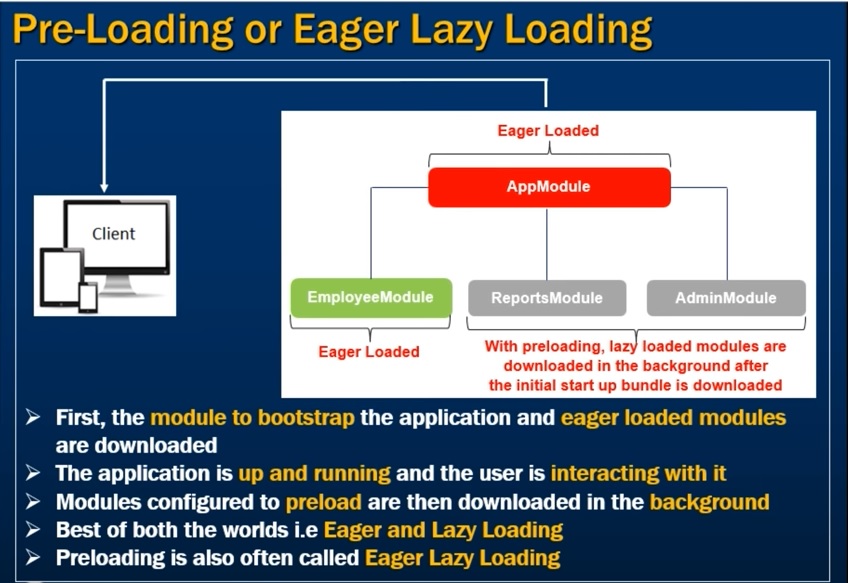 Pre-Loading or Eager Lazy Loading
Eager Loaded
AppModule
Client
EmployeeModule
ReportsModule
AdminModule
Eager Loaded
With preloading, lazy loaded modules are
downloaded in the background after
the initial start up bundle is downloaded
➢ First, the module to bootstrap the application and eager loaded modules
are downloaded
➢ The application is up and running and the user is interacting with it
➢ Modules configured to preload are then downloaded in the background
➢ Best of both the worlds i.e Eager and Lazy Loading
➢ Preloading is also often called Eager Lazy Loading